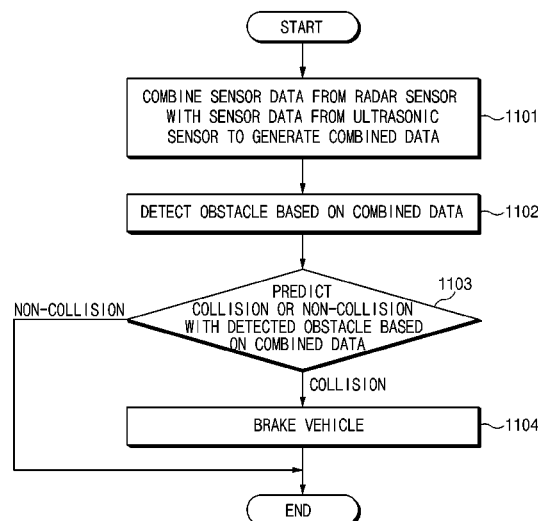 START
COMBINE SENSOR DATA FROM RADAR SENSOR
WITH SENSOR DATA FROM ULTRASONIC
SENSOR TO GENERATE COMBINED DATA
1101
DETECT OBSTACLE BASED ON COMBINED DATA
1102
1103
PREDICT
COLLISION OR NON-COLLISION
WITH DETECTED OBSTACLE BASED
ON COMBINED DATA
NON-COLLISION
COLLISION
BRAKE VEHICLE
1104
END